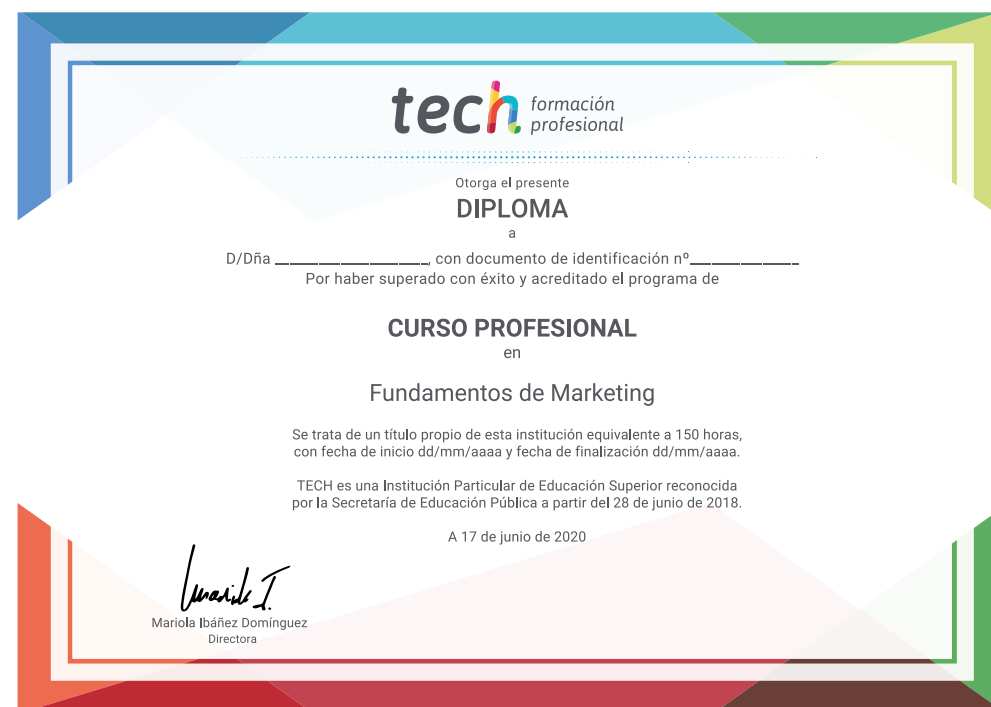 tech formación
profesional
Otorga el presente
DIPLOMA
a
D/Dña ____________________, con documento de identificación nº______________
Por haber superado con éxito y acreditado el programa de
CURSO PROFESIONAL
en
Fundamentos de Marketing
Se trata de un título propio de esta institución equivalente a 150 horas,
con fecha de inicio dd/mm/aaaa y fecha de finalización dd/mm/aaaa.
TECH es una Institución Particular de Educación Superior reconocida
por la Secretaría de Educación Pública a partir del 28 de junio de 2018.
A 17 de junio de 2020
Mariola I.
Mariola Ibáñez Domínguez
Directora